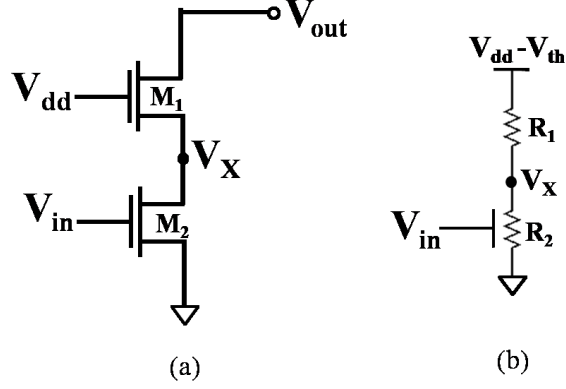 Vout
Vdd
M1
VX
Vin
M2
(a)
Vdd-Vth
R1
VX
Vin
R2
(b)